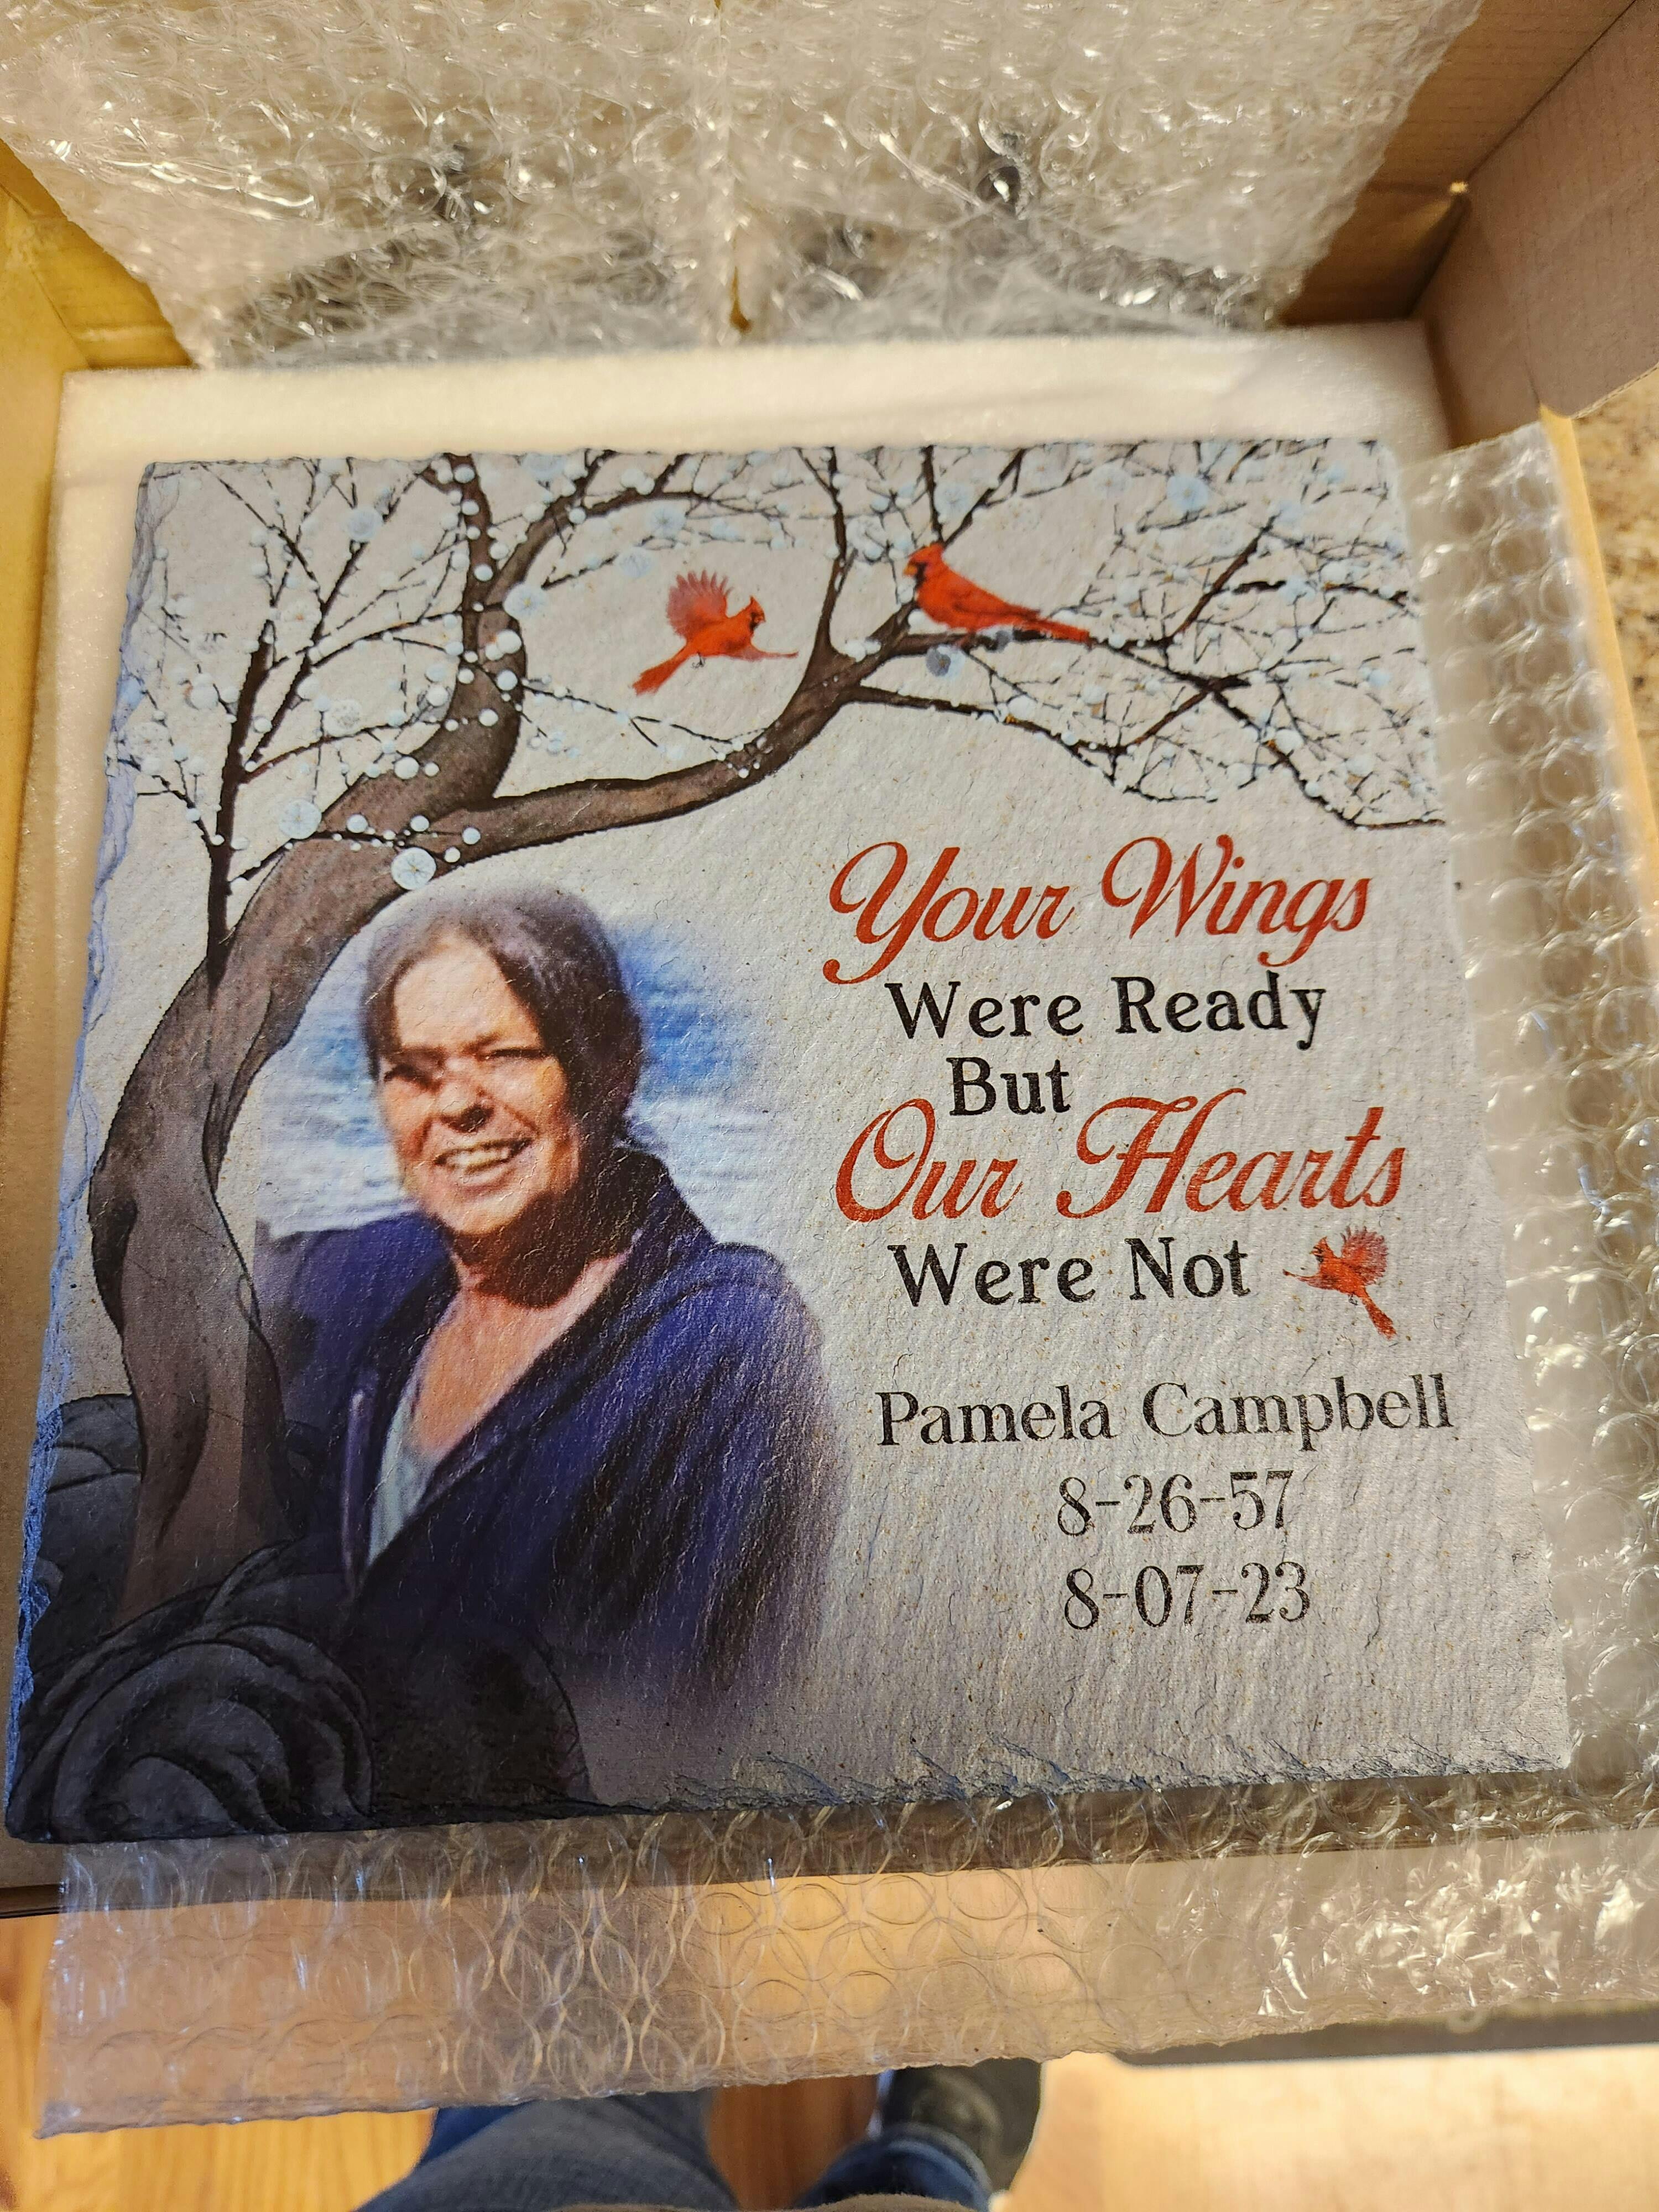 Your Wings
Were Ready
But
Our Hearts
Were Not
Pamela Campbell
8-26-57
8-07-23